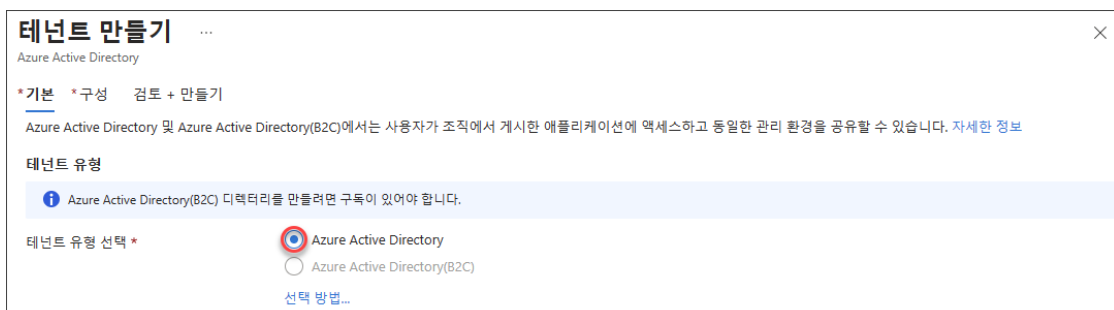 테넌트 만들기 ...
Azure Active Directory
*기본 *구성 검토 + 만들기
Azure Active Directory 및 Azure Active Directory(B2C)에서는 사용자가 조직에서 게시한 애플리케이션에 액세스하고 동일한 관리 환경을 공유할 수 있습니다. 자세한 정보
테넌트 유형
Azure Active Directory(B2C) 디렉터리를 만들려면 구독이 있어야 합니다.
테넌트 유형 선택 *
Azure Active Directory
Azure Active Directory(B2C)
선택 방법...